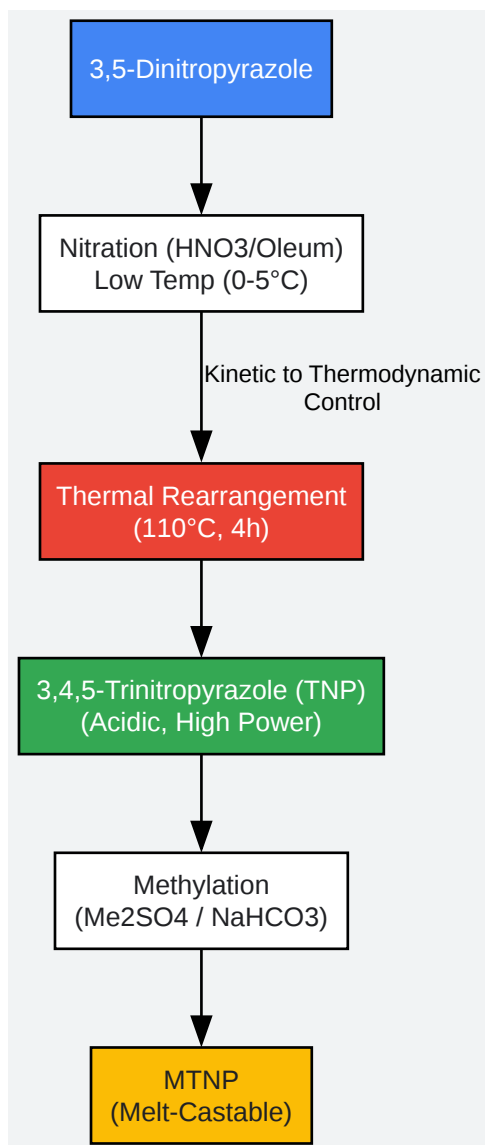 3,5-Dinitropyrazole
Nitration (HNO3/Oleum)
Low Temp (0-5°C)
Kinetic to Thermodynamic
Control
Thermal Rearrangement
(110°C, 4h)
3,4,5-Trinitropyrazole (TNP)
(Acidic, High Power)
Methylation
(Me2SO4 / NaHCO3)
MTNP
(Melt-Castable)